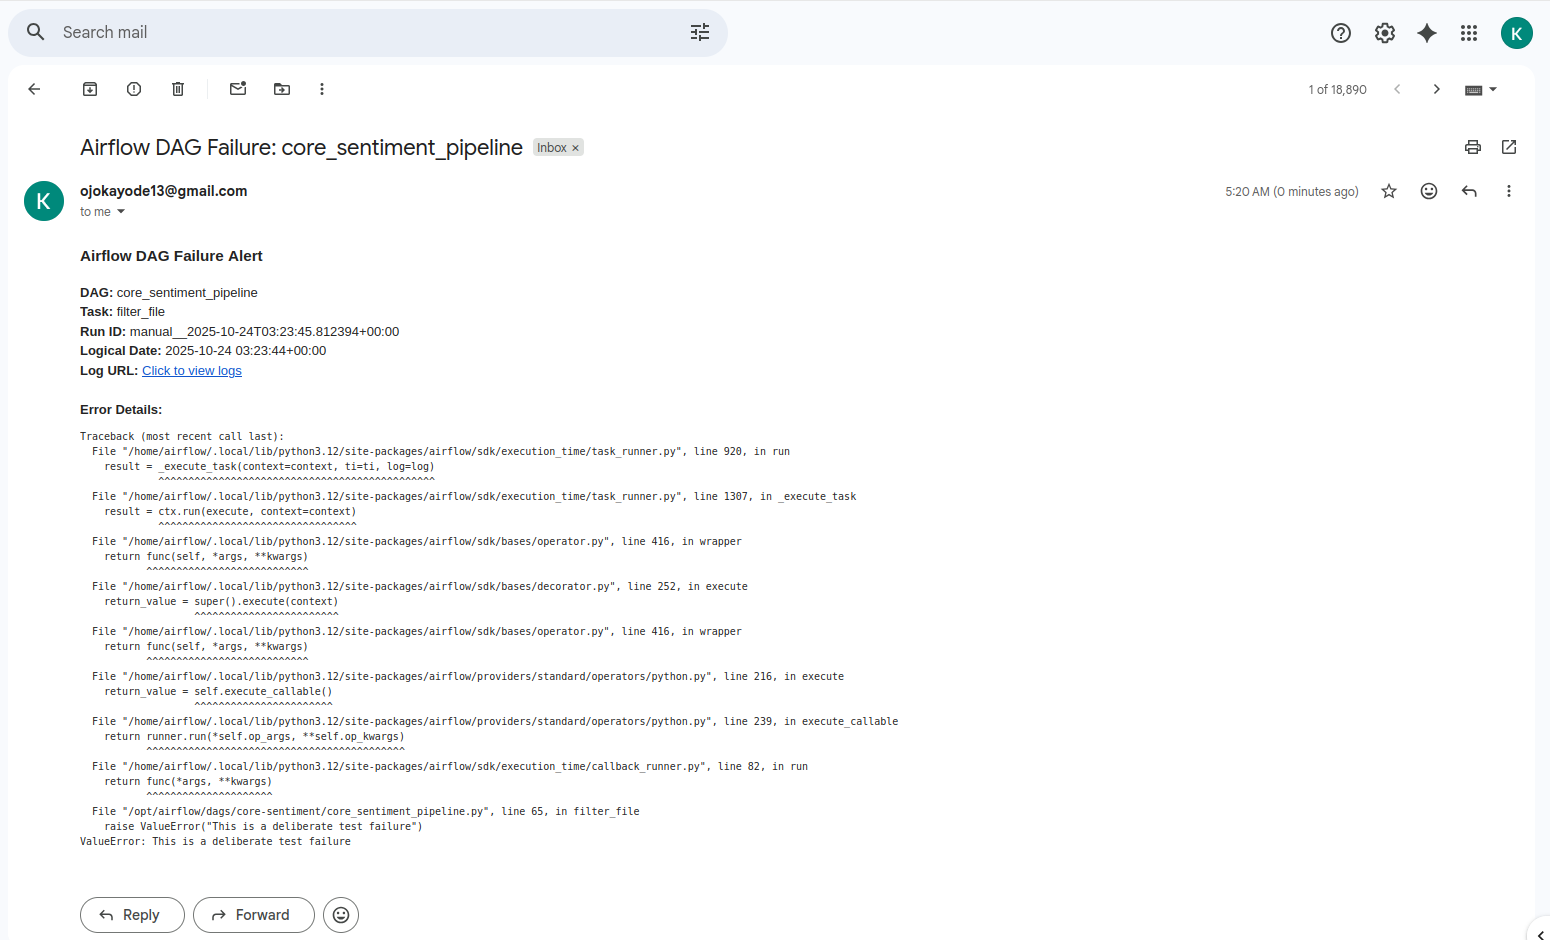 Search mail
K
1 of 18,890
Airflow DAG Failure: core_sentiment_pipeline Inbox ×
K
ojokayode13@gmail.com 5:20 AM (0 minutes ago)
to me
Airflow DAG Failure Alert
DAG: core_sentiment_pipeline
Task: filter_file
Run ID: manual__2025-10-24T03:23:45.812394+00:00
Logical Date: 2025-10-24 03:23:44+00:00
Log URL: Click to view logs
Error Details:
Traceback (most recent call last):
  File "/home/airflow/.local/lib/python3.12/site-packages/airflow/sdk/execution_time/task_runner.py", line 920, in run
    result = _execute_task(context=context, ti=ti, log=log)
             ^^^^^^^^^^^^^^^^^^^^^^^^^^^^^^^^^^^^^^^^^^^^^^
  File "/home/airflow/.local/lib/python3.12/site-packages/airflow/sdk/execution_time/task_runner.py", line 1307, in _execute_task
    result = ctx.run(execute, context=context)
             ^^^^^^^^^^^^^^^^^^^^^^^^^^^^^^^^^
  File "/home/airflow/.local/lib/python3.12/site-packages/airflow/sdk/bases/operator.py", line 416, in wrapper
    return func(self, *args, **kwargs)
           ^^^^^^^^^^^^^^^^^^^^^^^^^^^
  File "/home/airflow/.local/lib/python3.12/site-packages/airflow/sdk/bases/decorator.py", line 252, in execute
    return_value = super().execute(context)
                   ^^^^^^^^^^^^^^^^^^^^^^^^
  File "/home/airflow/.local/lib/python3.12/site-packages/airflow/sdk/bases/operator.py", line 416, in wrapper
    return func(self, *args, **kwargs)
           ^^^^^^^^^^^^^^^^^^^^^^^^^^^
  File "/home/airflow/.local/lib/python3.12/site-packages/airflow/providers/standard/operators/python.py", line 216, in execute
    return_value = self.execute_callable()
                   ^^^^^^^^^^^^^^^^^^^^^^^
  File "/home/airflow/.local/lib/python3.12/site-packages/airflow/providers/standard/operators/python.py", line 239, in execute_callable
    return runner.run(*self.op_args, **self.op_kwargs)
           ^^^^^^^^^^^^^^^^^^^^^^^^^^^^^^^^^^^^^^^^^^^
  File "/home/airflow/.local/lib/python3.12/site-packages/airflow/sdk/execution_time/callback_runner.py", line 82, in run
    return func(*args, **kwargs)
           ^^^^^^^^^^^^^^^^^^^^^
  File "/opt/airflow/dags/core-sentiment/core_sentiment_pipeline.py", line 65, in filter_file
    raise ValueError("This is a deliberate test failure")
ValueError: This is a deliberate test failure
Reply Forward